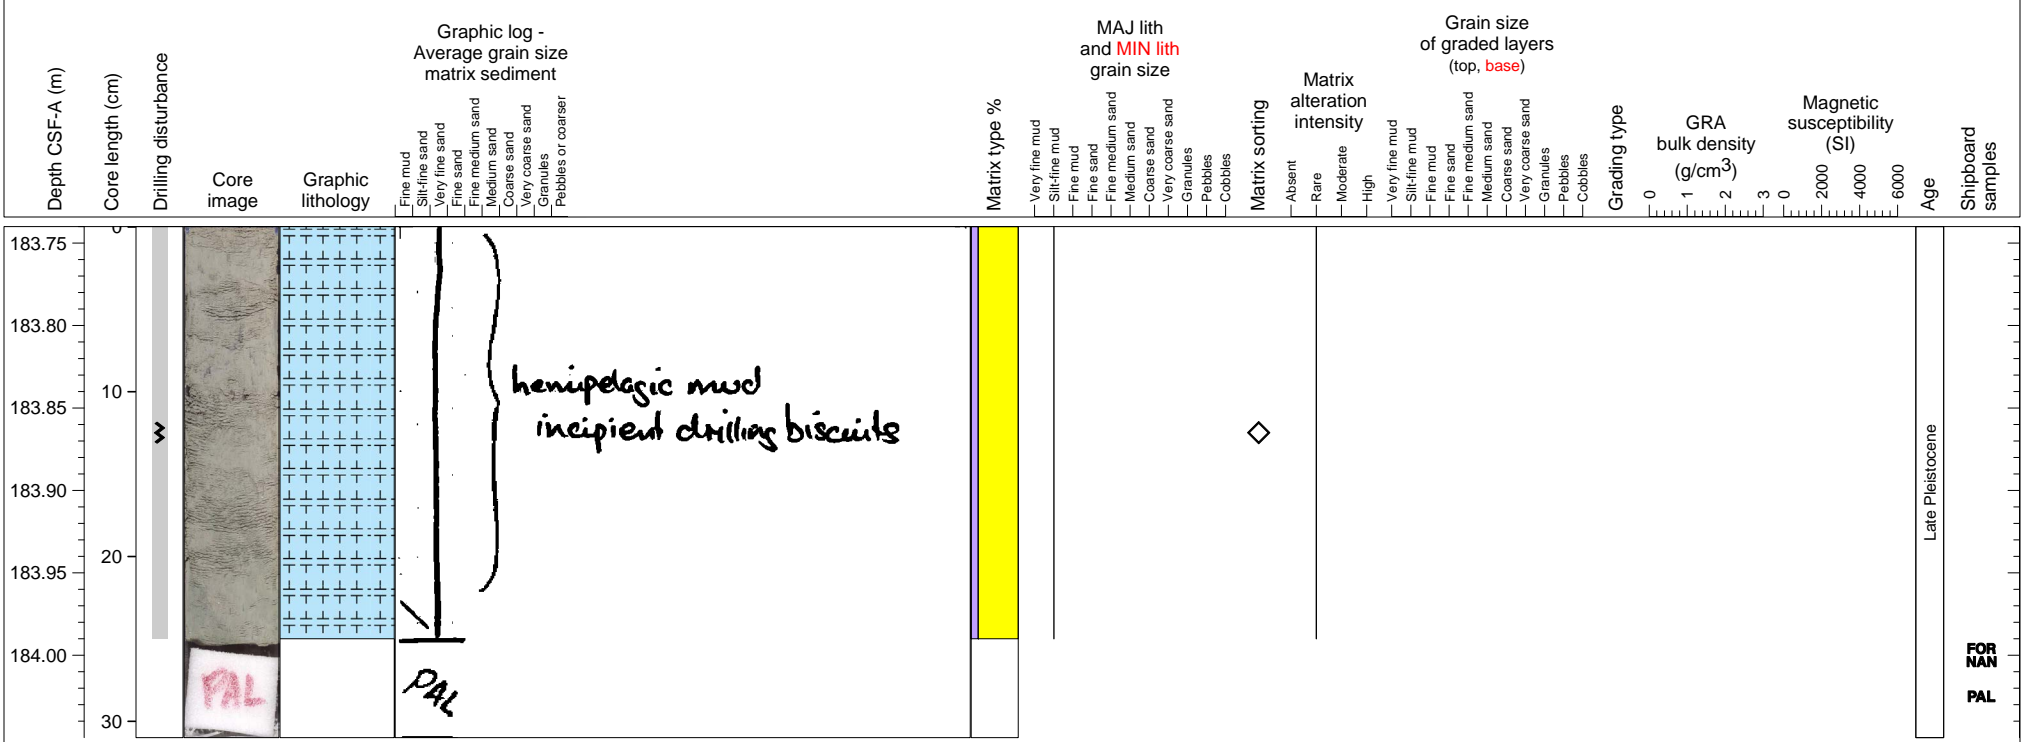 Depth CSF-A (m)
Core length (cm)
Drilling disturbance
Core
image
Graphic
lithology
Graphic log -
Average grain size
matrix sediment
Fine mud
Silt-fine sand
Very fine sand
Fine sand
Fine medium sand
Medium sand
Coarse sand
Very coarse sand
Granules
Pebbles or coarser
Matrix type %
MAJ lith
and MIN lith
grain size
Very fine mud
Silt-fine mud
Fine mud
Fine sand
Fine medium sand
Medium sand
Coarse sand
Very coarse sand
Granules
Pebbles
Cobbles
Matrix sorting
Matrix
alteration
intensity
Absent
Rare
Moderate
High
Grain size
of graded layers
(top, base)
Very fine mud
Silt-fine mud
Fine mud
Fine sand
Fine medium sand
Medium sand
Coarse sand
Very coarse sand
Granules
Pebbles
Cobbles
Grading type
GRA
bulk density
(g/cm3)
0 1 2 3
Magnetic
susceptibility
(SI)
0 2000 4000 6000
Age
Shipboard
samples
183.75
183.80
183.85
183.90
183.95
184.00
0
10
20
30
PAL
hemipelagic mud
incipient drilling biscuits
PAL
Late Pleistocene
FOR
NAN
PAL